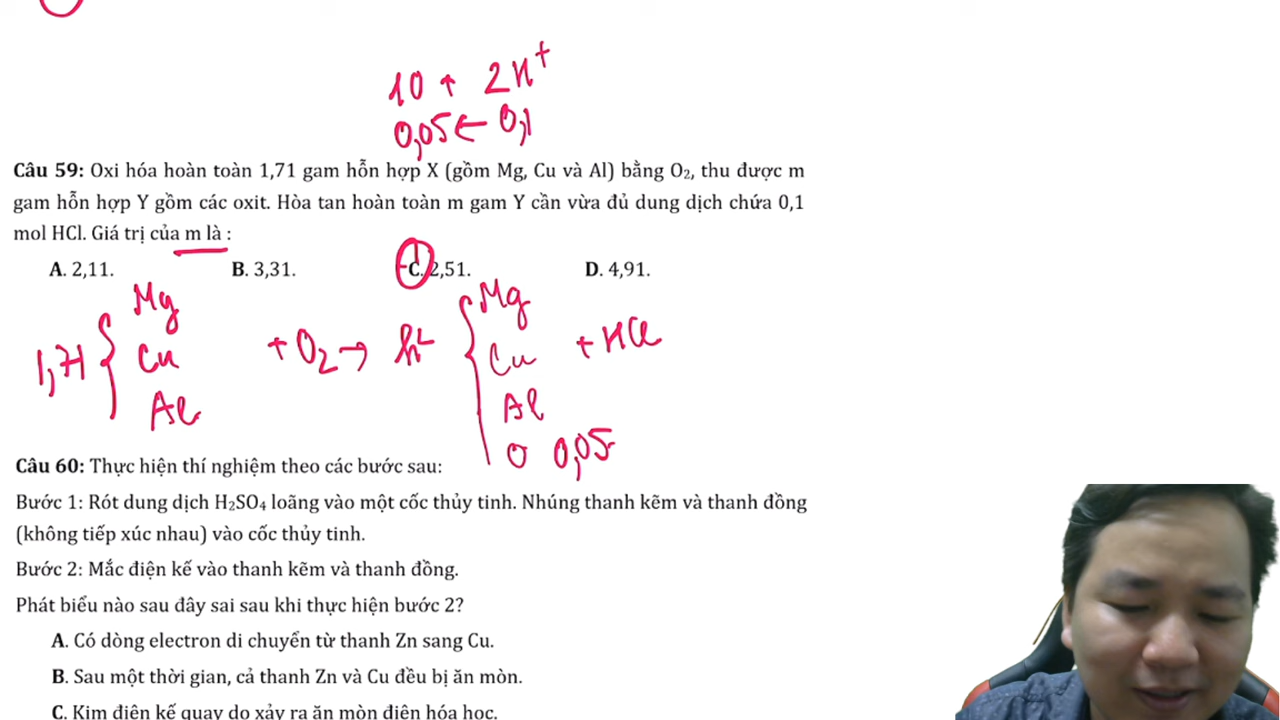 1O + 2H⁺
0,05 ← 0,1
Câu 59: Oxi hóa hoàn toàn 1,71 gam hỗn hợp X (gồm Mg, Cu và Al) bằng O₂, thu được m
gam hỗn hợp Y gồm các oxit. Hòa tan hoàn toàn m gam Y cần vừa đủ dung dịch chứa 0,1
mol HCl. Giá trị của m là :
A. 2,11. B. 3,31. C. 2,51. D. 4,91.
1,71 { Mg Cu Al + O₂ → h² { Mg Cu Al O 0,05 + HCl
Câu 60: Thực hiện thí nghiệm theo các bước sau:
Bước 1: Rót dung dịch H₂SO₄ loãng vào một cốc thủy tinh. Nhúng thanh kẽm và thanh đồng
(không tiếp xúc nhau) vào cốc thủy tinh.
Bước 2: Mắc điện kế vào thanh kẽm và thanh đồng.
Phát biểu nào sau đây sai sau khi thực hiện bước 2?
A. Có dòng electron di chuyển từ thanh Zn sang Cu.
B. Sau một thời gian, cả thanh Zn và Cu đều bị ăn mòn.
C. Kim điện kế quay do xảy ra ăn mòn điện hóa học.